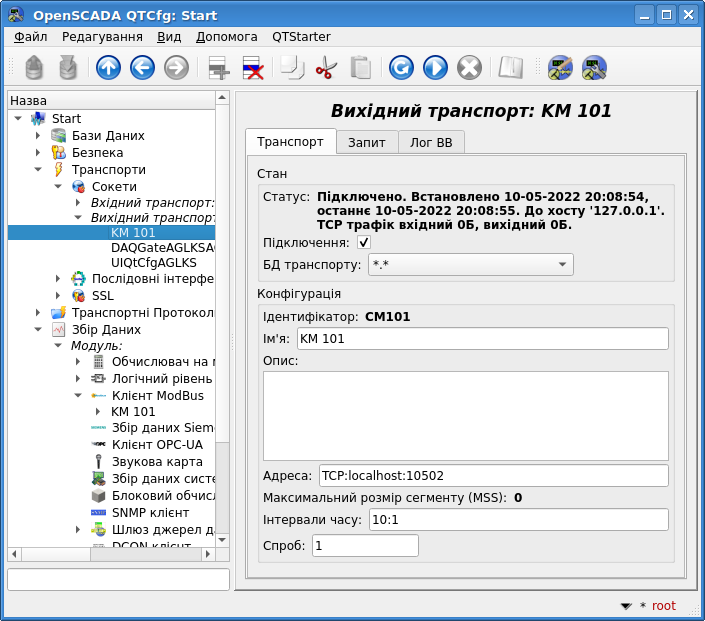 OpenSCADA QTCfg: Start
Файл Редагування Вид Допомога QTStarter
Назва
Start
Бази Даних
Безпека
Транспорти
Сокети
Вхідний транспорт:
Вихідний транспорт
KM 101
DAQGateAGLKSA
UIQtCfgAGLKS
Послідовні інтерфе
SSL
Транспортні Протокол
Збір Даних
Модуль:
Обчислювач на
Логічний рівень
Клієнт ModBus
KM 101
Збір даних Siem
Клієнт OPC-UA
Звукова карта
Збір даних систе
Блоковий обчис
SNMP клієнт
Шлюз джерел д
DCON клієнт
Вихідний транспорт: KM 101
Транспорт Запит Лог ВВ
Стан
Статус: Підключено. Встановлено 10-05-2022 20:08:54,
останнє 10-05-2022 20:08:55. До хосту '127.0.0.1'.
TCP трафік вхідний 0Б, вихідний 0Б.
Підключення:
БД транспорту: *.*
Конфігурація
Ідентифікатор: CM101
Ім'я: KM 101
Опис:
Адреса: TCP:localhost:10502
Максимальний розмір сегменту (MSS): 0
Інтервали часу: 10:1
Спроб: 1
* root